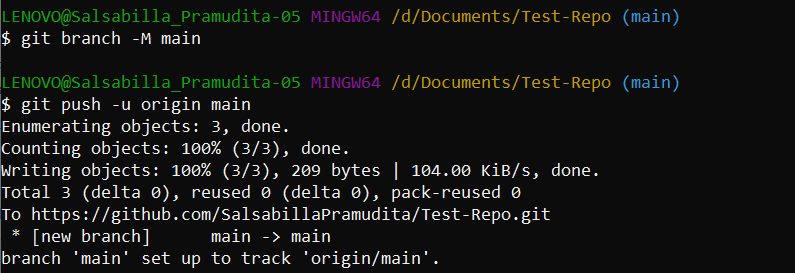 LENOVO@Salsabilla_Pramudita-05 MINGW64 /d/Documents/Test-Repo (main)
$ git branch -M main
LENOVO@Salsabilla_Pramudita-05 MINGW64 /d/Documents/Test-Repo (main)
$ git push -u origin main
Enumerating objects: 3, done.
Counting objects: 100% (3/3), done.
Writing objects: 100% (3/3), 209 bytes | 104.00 KiB/s, done.
Total 3 (delta 0), reused 0 (delta 0), pack-reused 0
To https://github.com/SalsabillaPramudita/Test-Repo.git
 * [new branch]      main -> main
branch 'main' set up to track 'origin/main'.